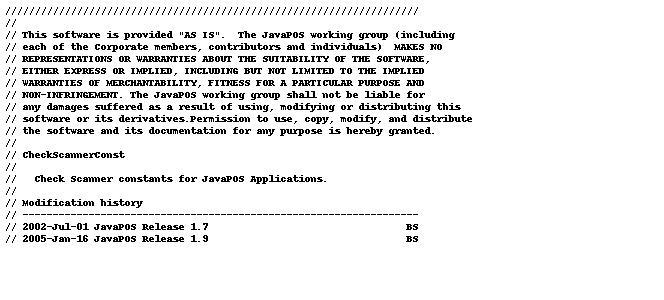 //////////////////////////////////////////////////////////////////////
//
// This software is provided "AS IS".  The JavaPOS working group (including
// each of the Corporate members, contributors and individuals)  MAKES NO
// REPRESENTATIONS OR WARRANTIES ABOUT THE SUITABILITY OF THE SOFTWARE,
// EITHER EXPRESS OR IMPLIED, INCLUDING BUT NOT LIMITED TO THE IMPLIED
// WARRANTIES OF MERCHANTABILITY, FITNESS FOR A PARTICULAR PURPOSE AND
// NON-INFRINGEMENT. The JavaPOS working group shall not be liable for
// any damages suffered as a result of using, modifying or distributing this
// software or its derivatives.Permission to use, copy, modify, and distribute
// the software and its documentation for any purpose is hereby granted.
//
// CheckScannerConst
//
//   Check Scanner constants for JavaPOS Applications.
//
// Modification history
// ------------------------------------------------------------------
// 2002-Jul-01 JavaPOS Release 1.7                                 BS
// 2005-Jan-16 JavaPOS Release 1.9                                 BS